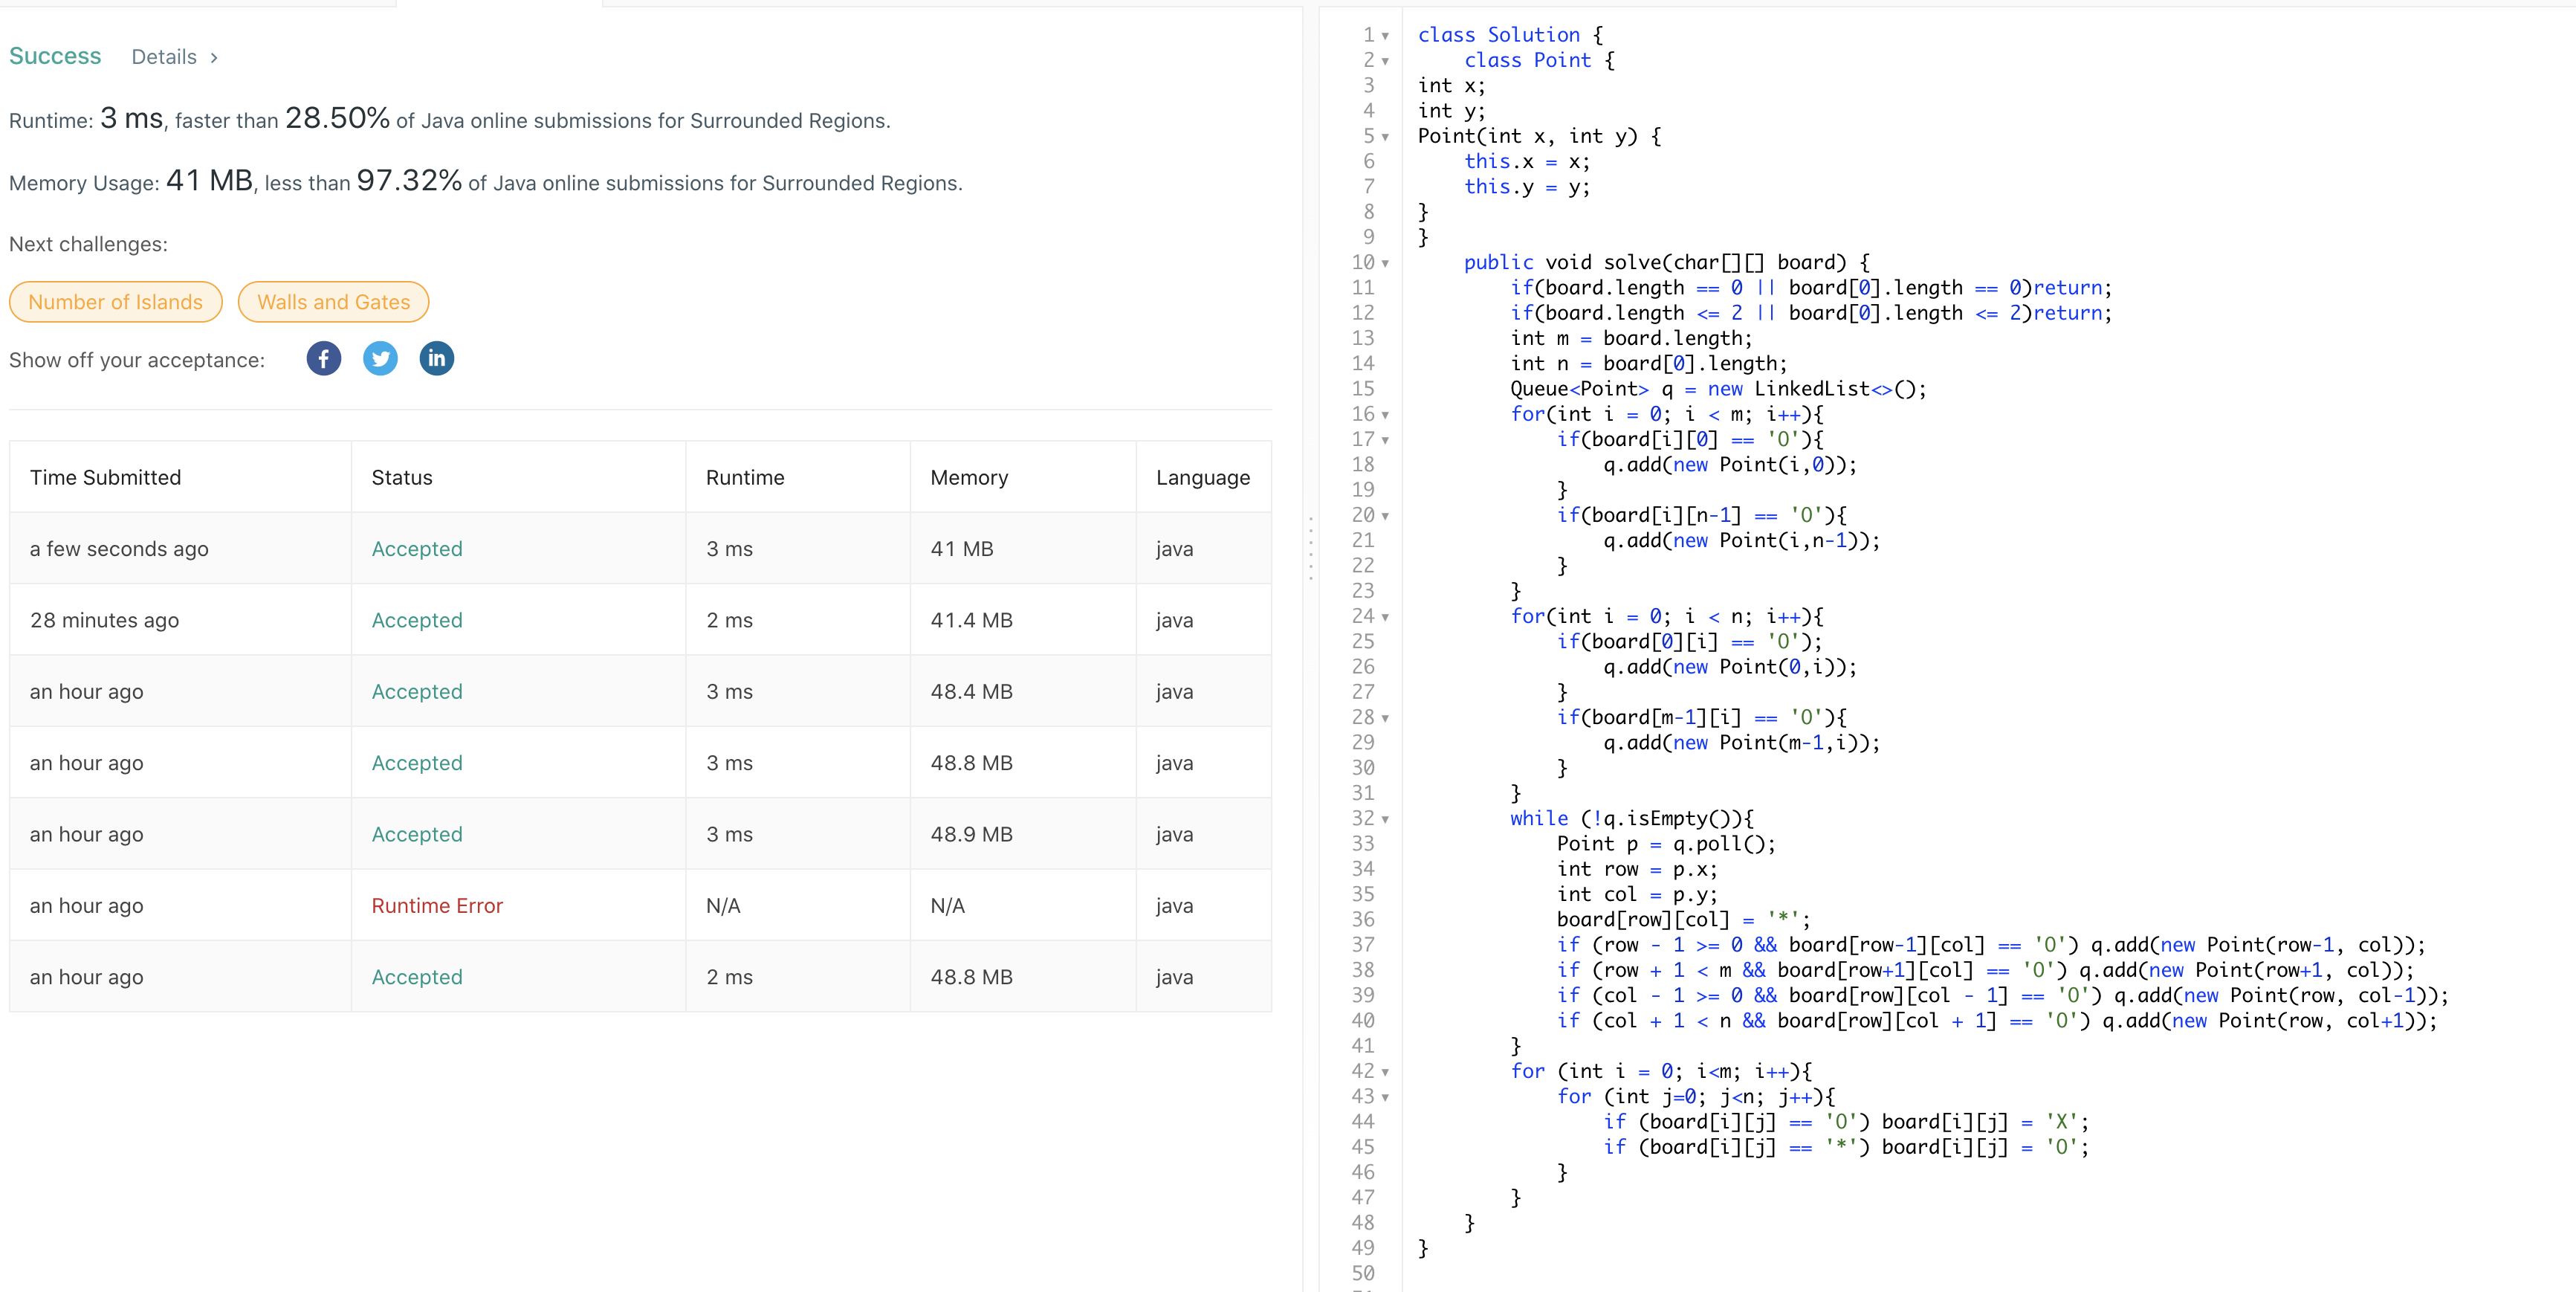 Success Details >
Runtime: 3 ms, faster than 28.50% of Java online submissions for Surrounded Regions.
Memory Usage: 41 MB, less than 97.32% of Java online submissions for Surrounded Regions.
Next challenges:
Number of Islands Walls and Gates
Show off your acceptance: f in
Time Submitted Status Runtime Memory Language
a few seconds ago Accepted 3 ms 41 MB java
28 minutes ago Accepted 2 ms 41.4 MB java
an hour ago Accepted 3 ms 48.4 MB java
an hour ago Accepted 3 ms 48.8 MB java
an hour ago Accepted 3 ms 48.9 MB java
an hour ago Runtime Error N/A N/A java
an hour ago Accepted 2 ms 48.8 MB java
1 class Solution {
2     class Point {
3 int x;
4 int y;
5 Point(int x, int y) {
6     this.x = x;
7     this.y = y;
8 }
9 }
10     public void solve(char[][] board) {
11         if(board.length == 0 || board[0].length == 0)return;
12         if(board.length <= 2 || board[0].length <= 2)return;
13         int m = board.length;
14         int n = board[0].length;
15         Queue<Point> q = new LinkedList<>();
16         for(int i = 0; i < m; i++){
17             if(board[i][0] == 'O'){
18                 q.add(new Point(i,0));
19             }
20             if(board[i][n-1] == 'O'){
21                 q.add(new Point(i,n-1));
22             }
23         }
24         for(int i = 0; i < n; i++){
25             if(board[0][i] == 'O');
26                 q.add(new Point(0,i));
27             }
28             if(board[m-1][i] == 'O'){
29                 q.add(new Point(m-1,i));
30             }
31         }
32         while (!q.isEmpty()){
33             Point p = q.poll();
34             int row = p.x;
35             int col = p.y;
36             board[row][col] = '*';
37             if (row - 1 >= 0 && board[row-1][col] == 'O') q.add(new Point(row-1, col));
38             if (row + 1 < m && board[row+1][col] == 'O') q.add(new Point(row+1, col));
39             if (col - 1 >= 0 && board[row][col - 1] == 'O') q.add(new Point(row, col-1));
40             if (col + 1 < n && board[row][col + 1] == 'O') q.add(new Point(row, col+1));
41         }
42         for (int i = 0; i<m; i++){
43             for (int j=0; j<n; j++){
44                 if (board[i][j] == 'O') board[i][j] = 'X';
45                 if (board[i][j] == '*') board[i][j] = 'O';
46             }
47         }
48     }
49 }
50